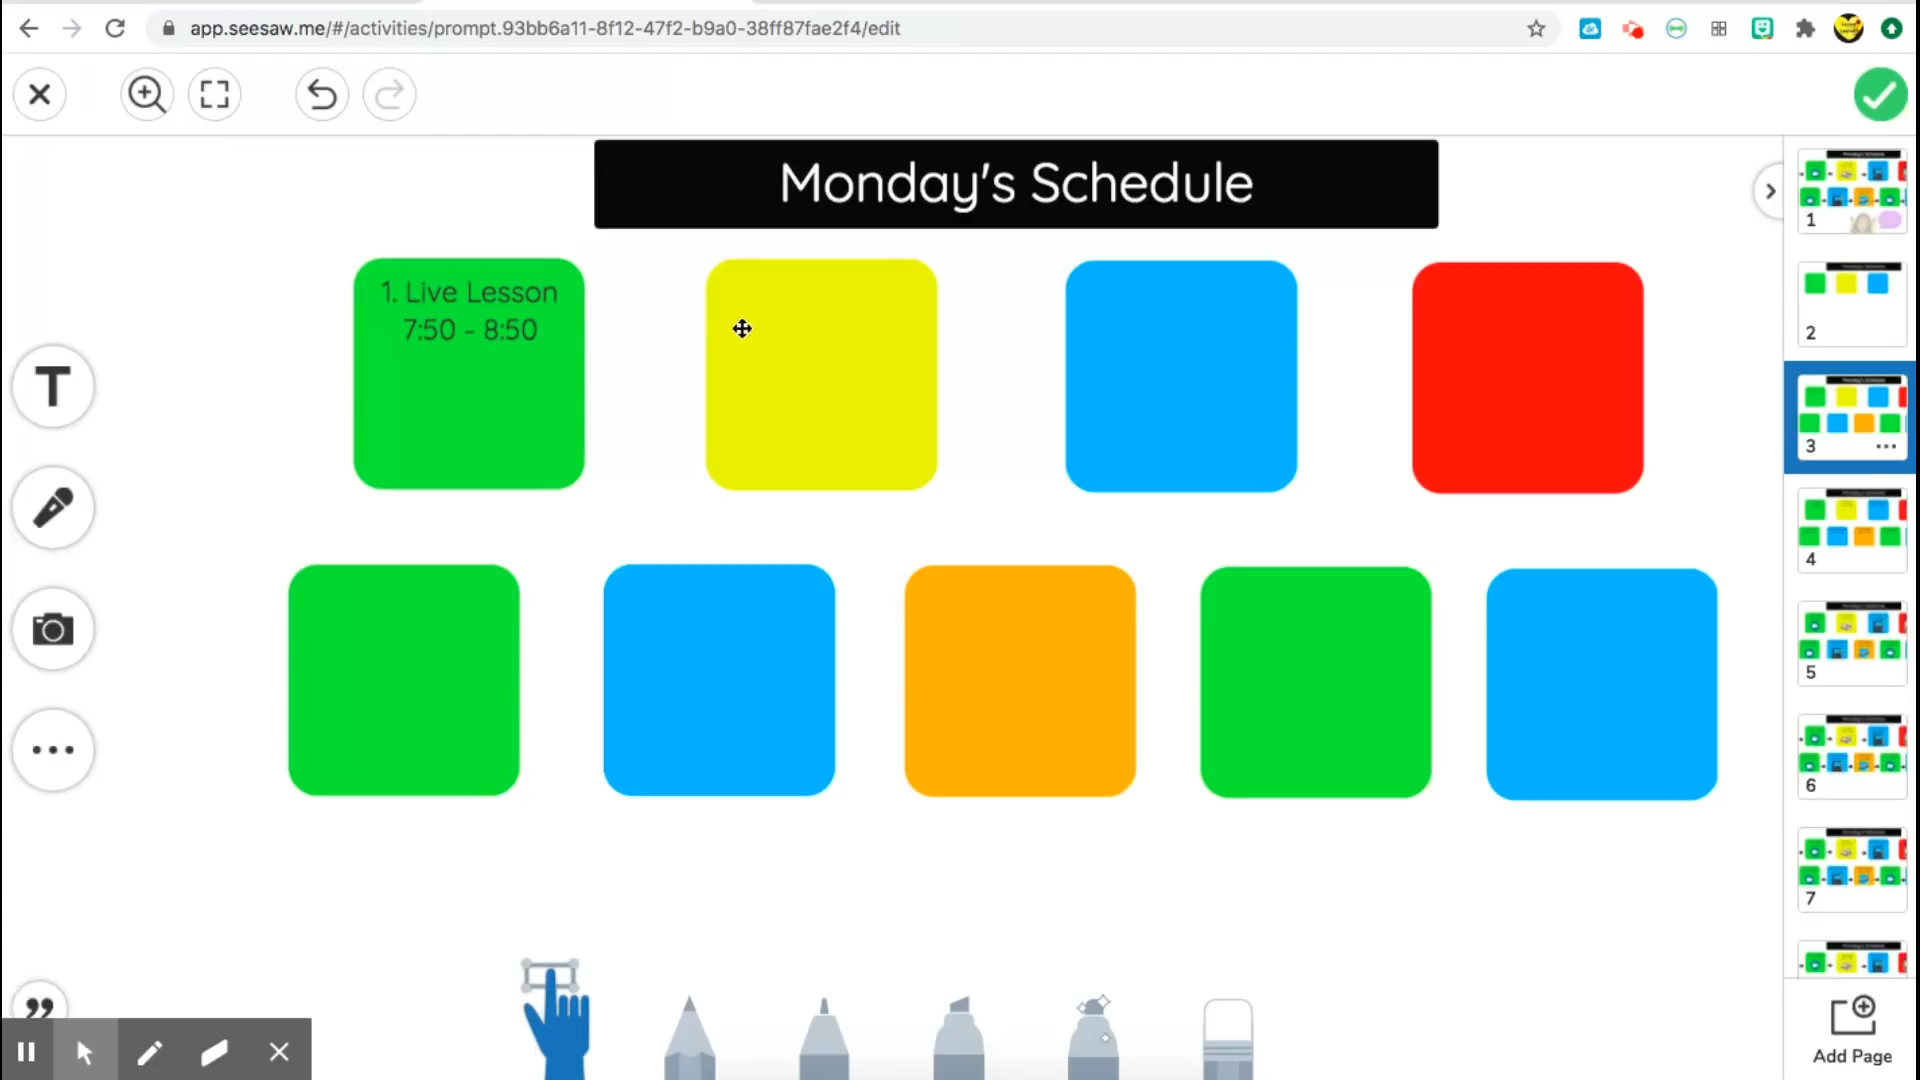 app.seesaw.me/#/activities/prompt.93bb6a11-8f12-47f2-b9a0-38ff87fae2f4/edit
Monday's Schedule
1. Live Lesson
7:50 - 8:50
T
1
2
3
4
5
6
7
Add Page